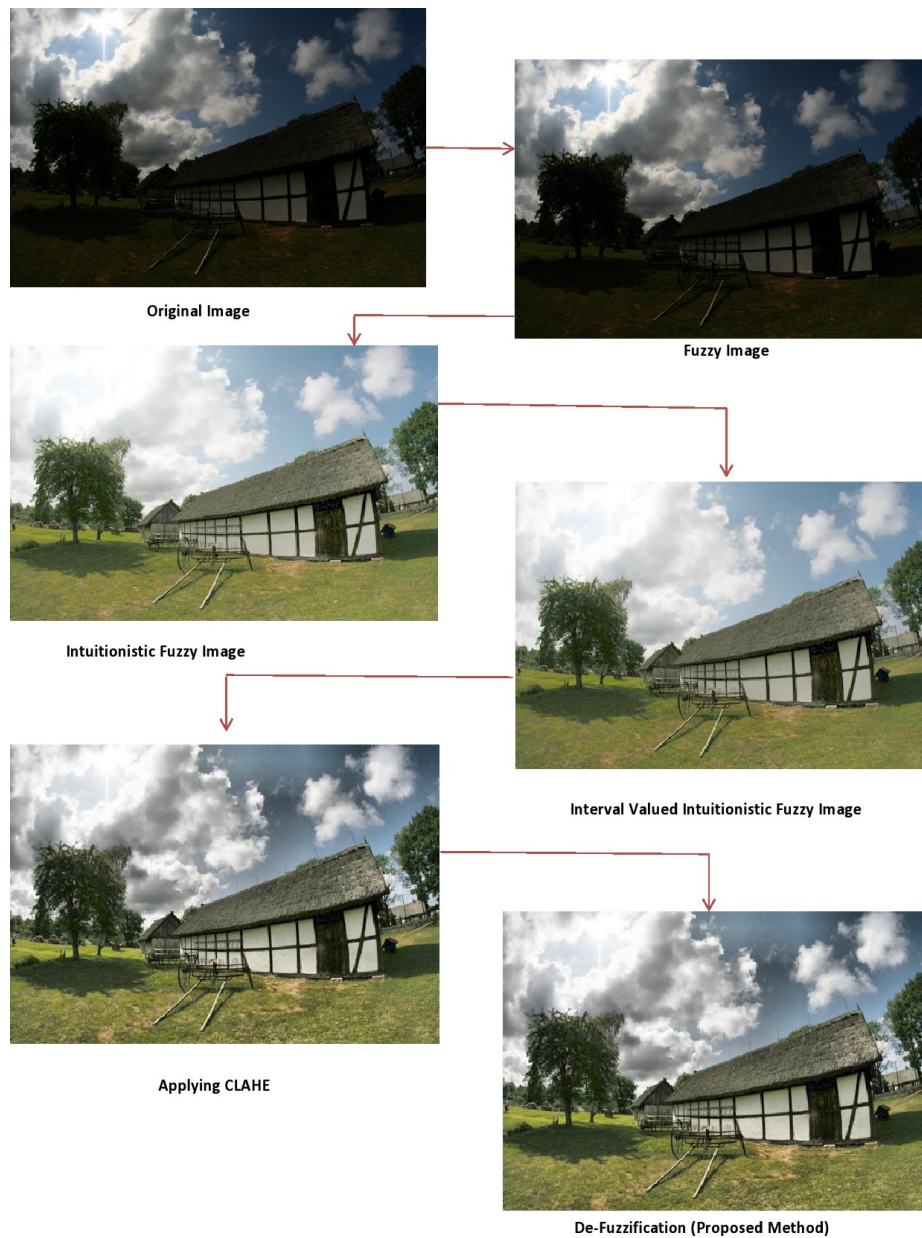 Original Image
Fuzzy Image
Intuitionistic Fuzzy Image
Interval Valued Intuitionistic Fuzzy Image
Applying CLAHE
De-Fuzzification (Proposed Method)